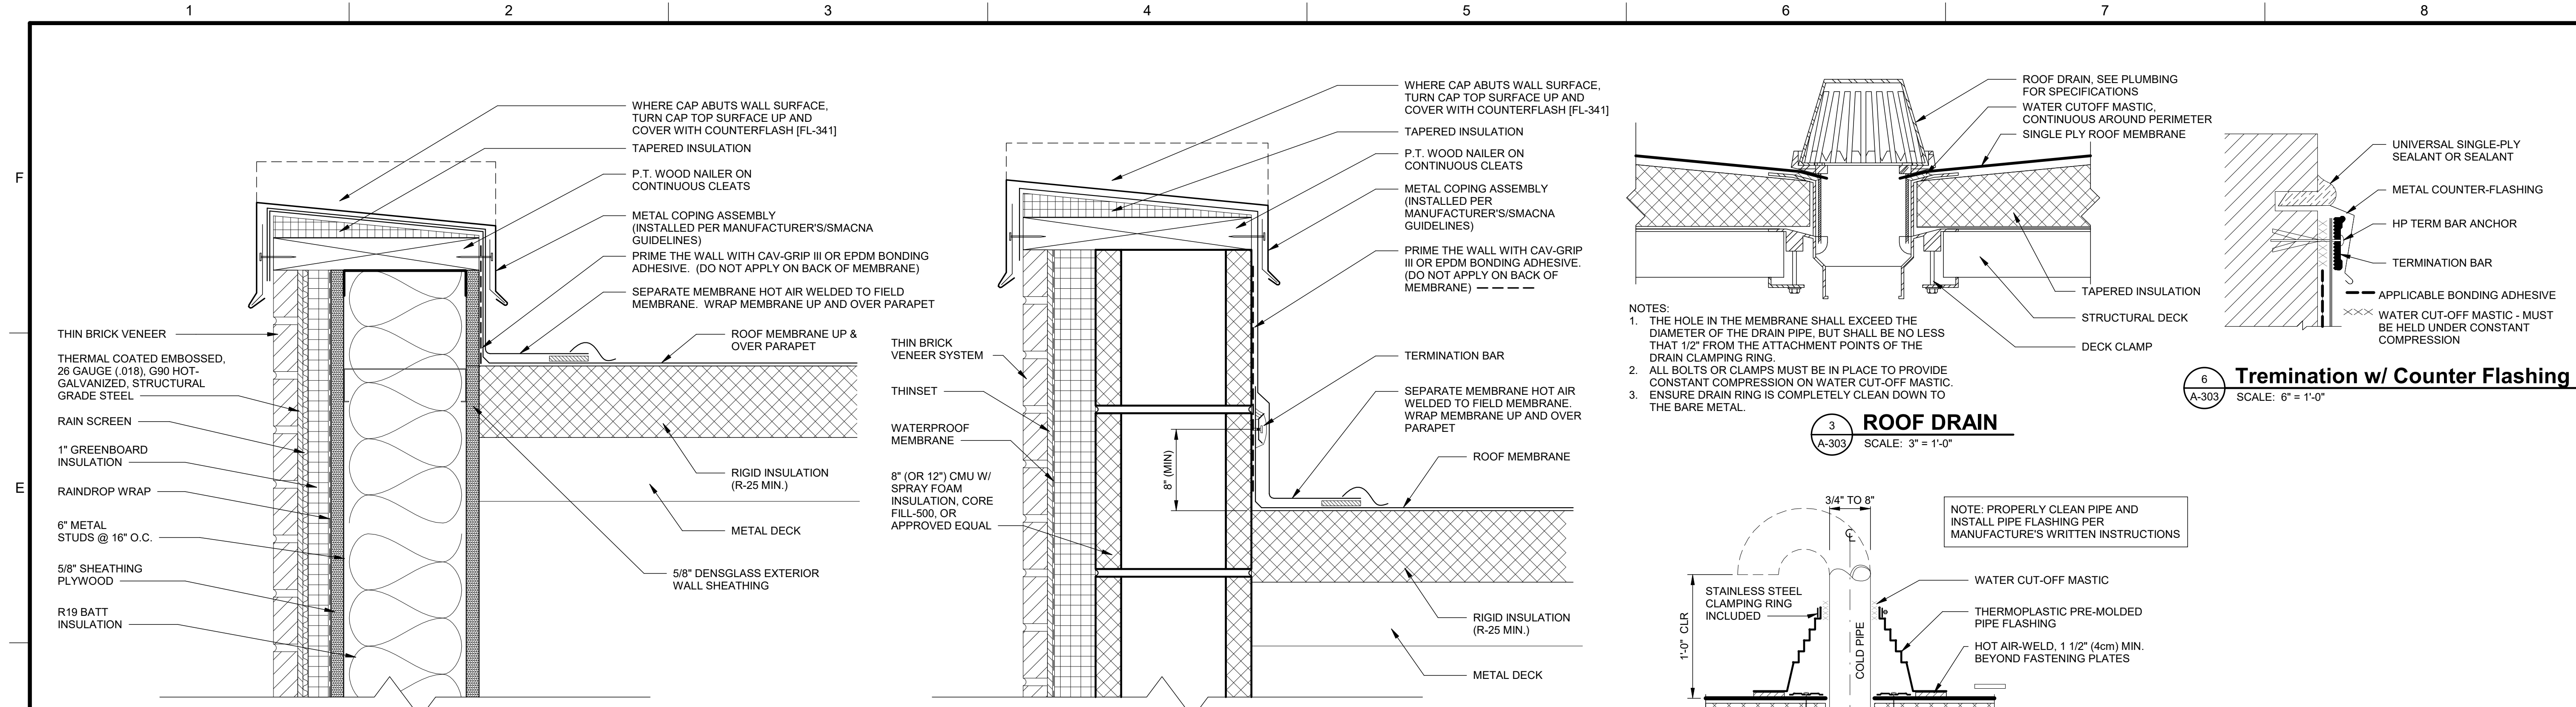 1
2
3
4
5
6
7
8
F
E
WHERE CAP ABUTS WALL SURFACE,
TURN CAP TOP SURFACE UP AND
COVER WITH COUNTERFLASH [FL-341]
TAPERED INSULATION
P.T. WOOD NAILER ON
CONTINUOUS CLEATS
METAL COPING ASSEMBLY
(INSTALLED PER MANUFACTURER'S/SMACNA
GUIDELINES)
PRIME THE WALL WITH CAV-GRIP III OR EPDM BONDING
ADHESIVE.  (DO NOT APPLY ON BACK OF MEMBRANE)
SEPARATE MEMBRANE HOT AIR WELDED TO FIELD
MEMBRANE.  WRAP MEMBRANE UP AND OVER PARAPET
ROOF MEMBRANE UP &
OVER PARAPET
RIGID INSULATION
(R-25 MIN.)
METAL DECK
5/8" DENSGLASS EXTERIOR
WALL SHEATHING
THIN BRICK VENEER
THERMAL COATED EMBOSSED,
26 GAUGE (.018), G90 HOT-
GALVANIZED, STRUCTURAL
GRADE STEEL
RAIN SCREEN
1" GREENBOARD
INSULATION
RAINDROP WRAP
6" METAL
STUDS @ 16" O.C.
5/8" SHEATHING
PLYWOOD
R19 BATT
INSULATION
WHERE CAP ABUTS WALL SURFACE,
TURN CAP TOP SURFACE UP AND
COVER WITH COUNTERFLASH [FL-341]
TAPERED INSULATION
P.T. WOOD NAILER ON
CONTINUOUS CLEATS
METAL COPING ASSEMBLY
(INSTALLED PER
MANUFACTURER'S/SMACNA
GUIDELINES)
PRIME THE WALL WITH CAV-GRIP
III OR EPDM BONDING ADHESIVE.
(DO NOT APPLY ON BACK OF
MEMBRANE)
TERMINATION BAR
SEPARATE MEMBRANE HOT AIR
WELDED TO FIELD MEMBRANE.
WRAP MEMBRANE UP AND OVER
PARAPET
ROOF MEMBRANE
RIGID INSULATION
(R-25 MIN.)
METAL DECK
THIN BRICK
VENEER SYSTEM
THINSET
WATERPROOF
MEMBRANE
8" (OR 12") CMU W/
SPRAY FOAM
INSULATION, CORE
FILL-500, OR
APPROVED EQUAL
8" (MIN)
ROOF DRAIN, SEE PLUMBING
FOR SPECIFICATIONS
WATER CUTOFF MASTIC,
CONTINUOUS AROUND PERIMETER
SINGLE PLY ROOF MEMBRANE
TAPERED INSULATION
STRUCTURAL DECK
DECK CLAMP
NOTES:
1. THE HOLE IN THE MEMBRANE SHALL EXCEED THE
DIAMETER OF THE DRAIN PIPE, BUT SHALL BE NO LESS
THAT 1/2" FROM THE ATTACHMENT POINTS OF THE
DRAIN CLAMPING RING.
2. ALL BOLTS OR CLAMPS MUST BE IN PLACE TO PROVIDE
CONSTANT COMPRESSION ON WATER CUT-OFF MASTIC.
3. ENSURE DRAIN RING IS COMPLETELY CLEAN DOWN TO
THE BARE METAL.
3
A-303
ROOF DRAIN
SCALE:  3" = 1'-0"
UNIVERSAL SINGLE-PLY
SEALANT OR SEALANT
METAL COUNTER-FLASHING
HP TERM BAR ANCHOR
TERMINATION BAR
APPLICABLE BONDING ADHESIVE
WATER CUT-OFF MASTIC - MUST
BE HELD UNDER CONSTANT
COMPRESSION
6
A-303
Tremination w/ Counter Flashing
SCALE:  6" = 1'-0"
3/4" TO 8"
NOTE: PROPERLY CLEAN PIPE AND
INSTALL PIPE FLASHING PER
MANUFACTURE'S WRITTEN INSTRUCTIONS
STAINLESS STEEL
CLAMPING RING
INCLUDED
1'-0"  CLR
COLD PIPE
WATER CUT-OFF MASTIC
THERMOPLASTIC PRE-MOLDED
PIPE FLASHING
HOT AIR-WELD, 1 1/2" (4cm) MIN.
BEYOND FASTENING PLATES